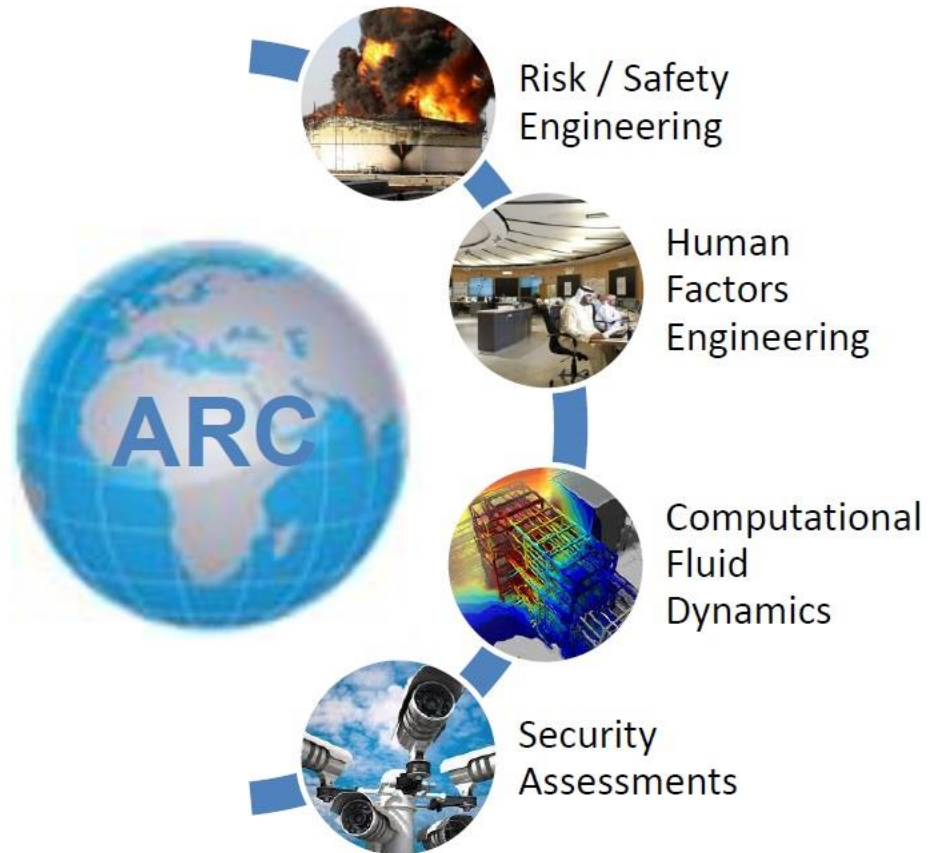 Risk / Safety
Engineering
Human
Factors
Engineering
ARC
Computational
Fluid
Dynamics
Security
Assessments